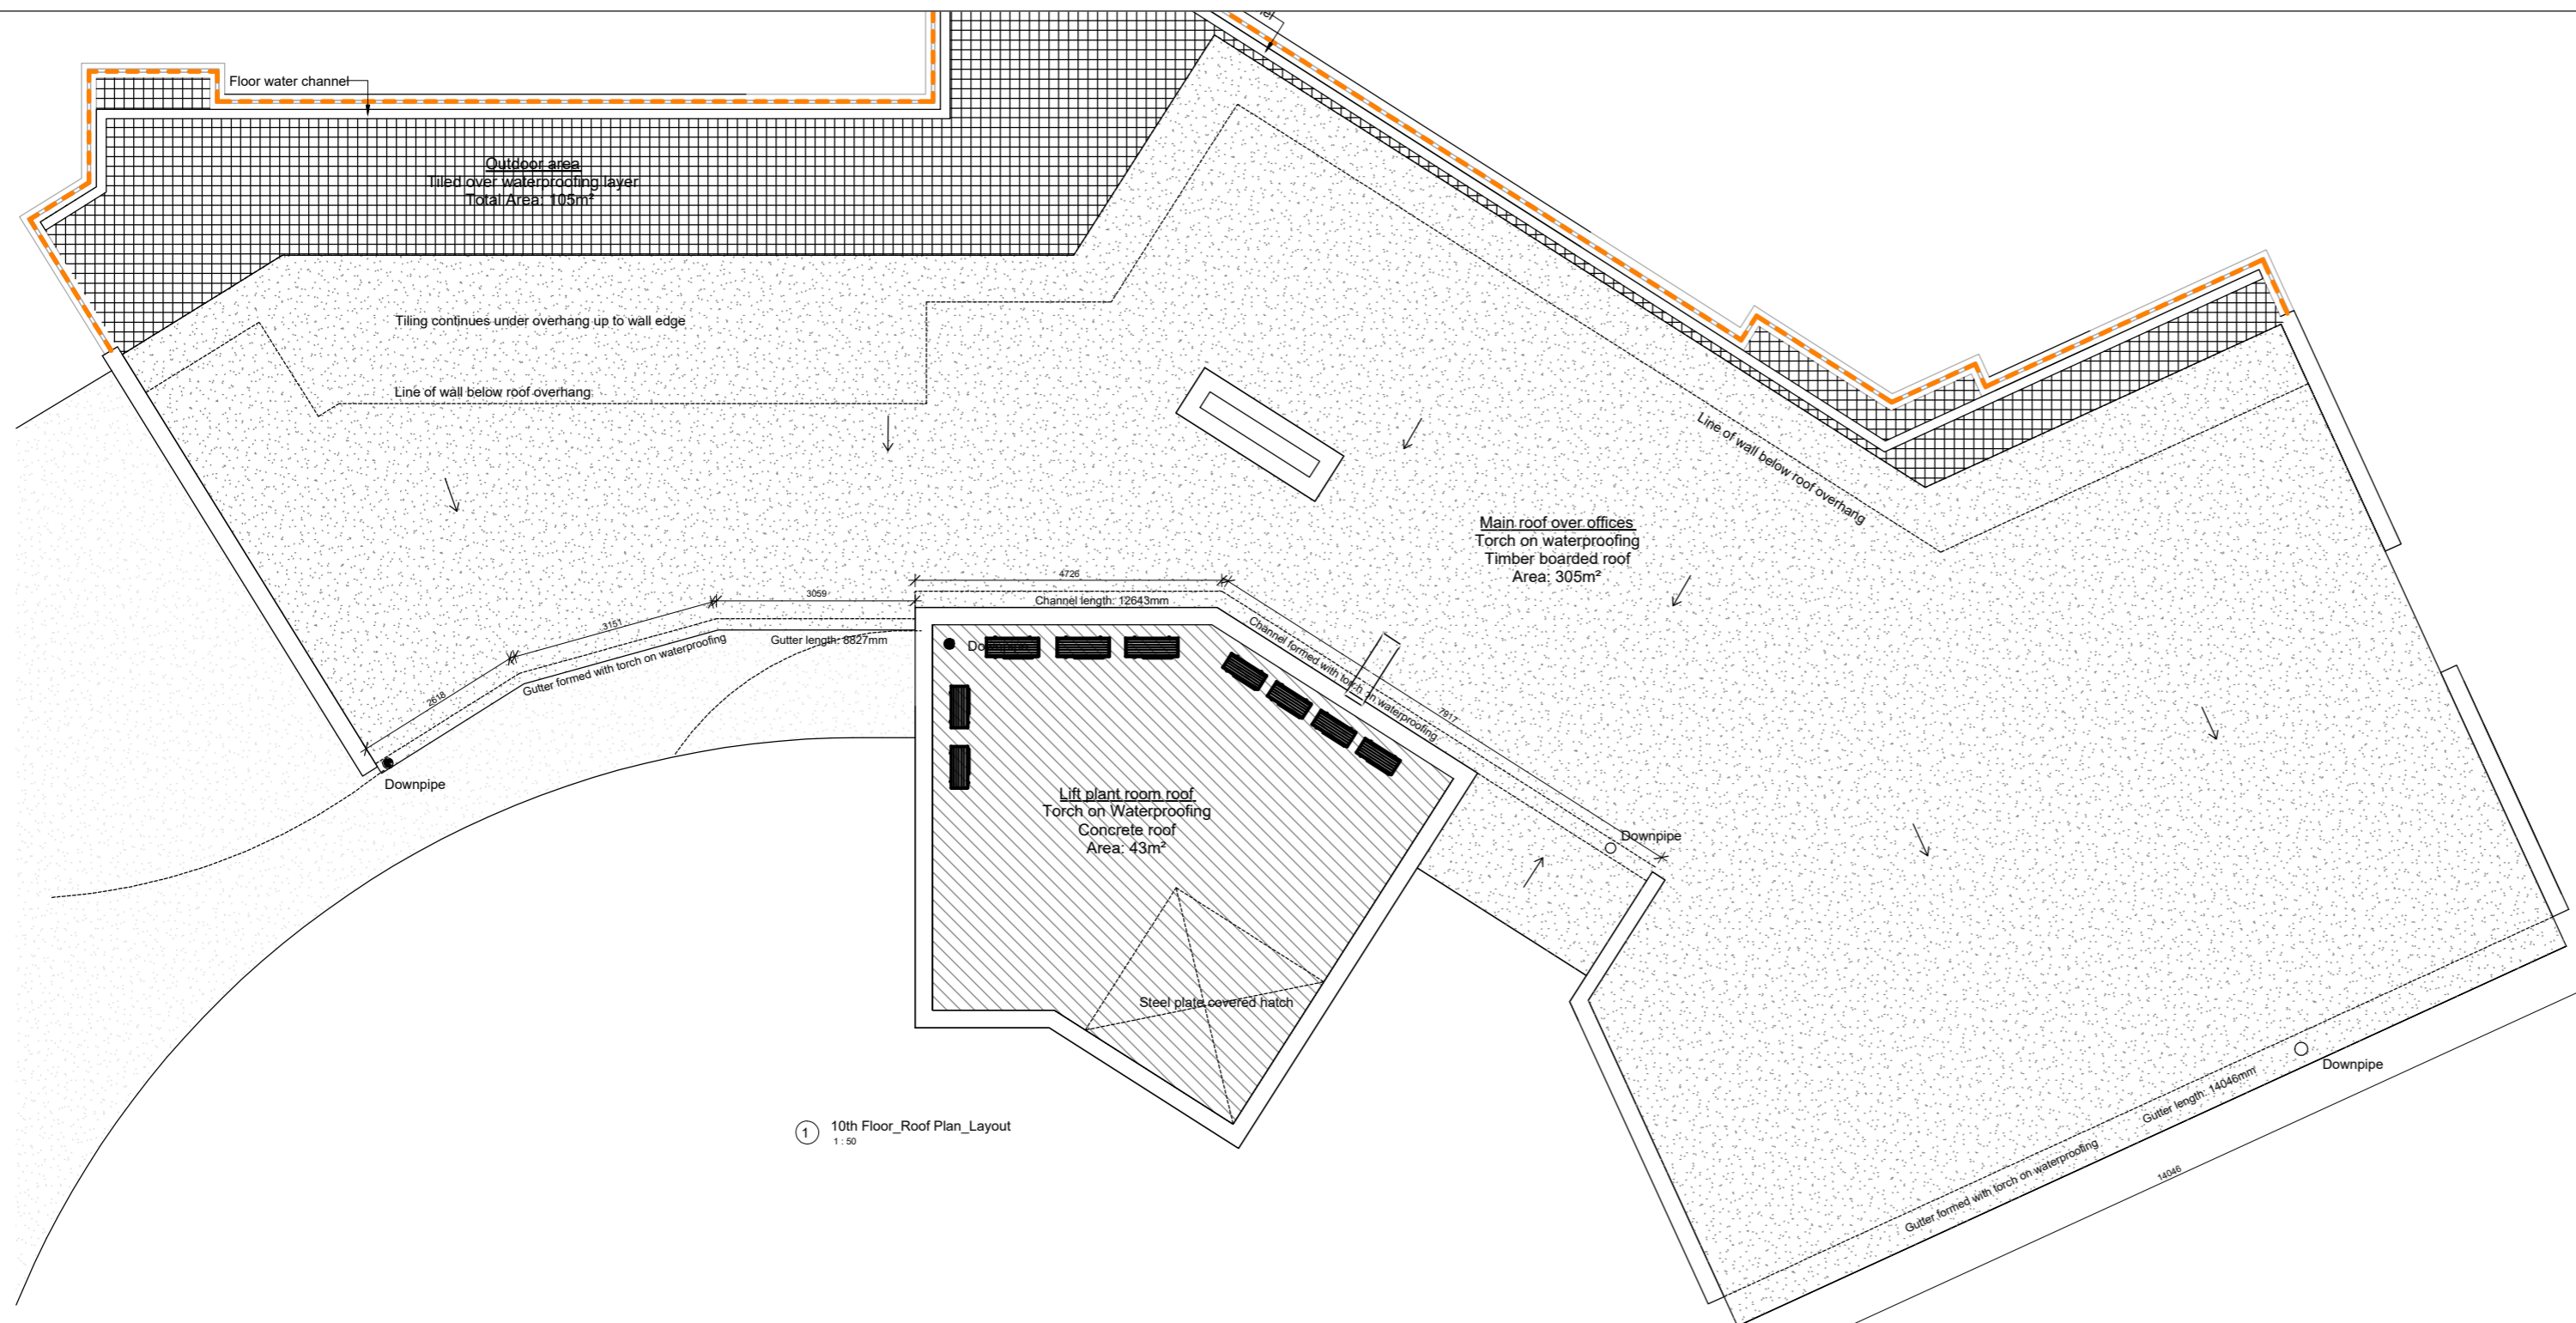 Floor water channel
Outdoor area
Tiled over waterproofing layer
Total Area: 105m²
Tiling continues under overhang up to wall edge
Line of wall below roof overhang
Line of wall below roof overhang
Main roof over offices
Torch on waterproofing
Timber boarded roof
Area: 305m²
4726
Channel length: 12643mm
3059
3151
2618
Gutter length: 8827mm
Gutter formed with torch on waterproofing
Channel formed with torch on waterproofing
7917
Downpipe
Downpipe
Lift plant room roof
Torch on Waterproofing
Concrete roof
Area: 43m²
Downpipe
Steel plate covered hatch
Downpipe
Gutter length: 14046mm
Gutter formed with torch on waterproofing
14046
1
10th Floor_Roof Plan_Layout
1 : 50